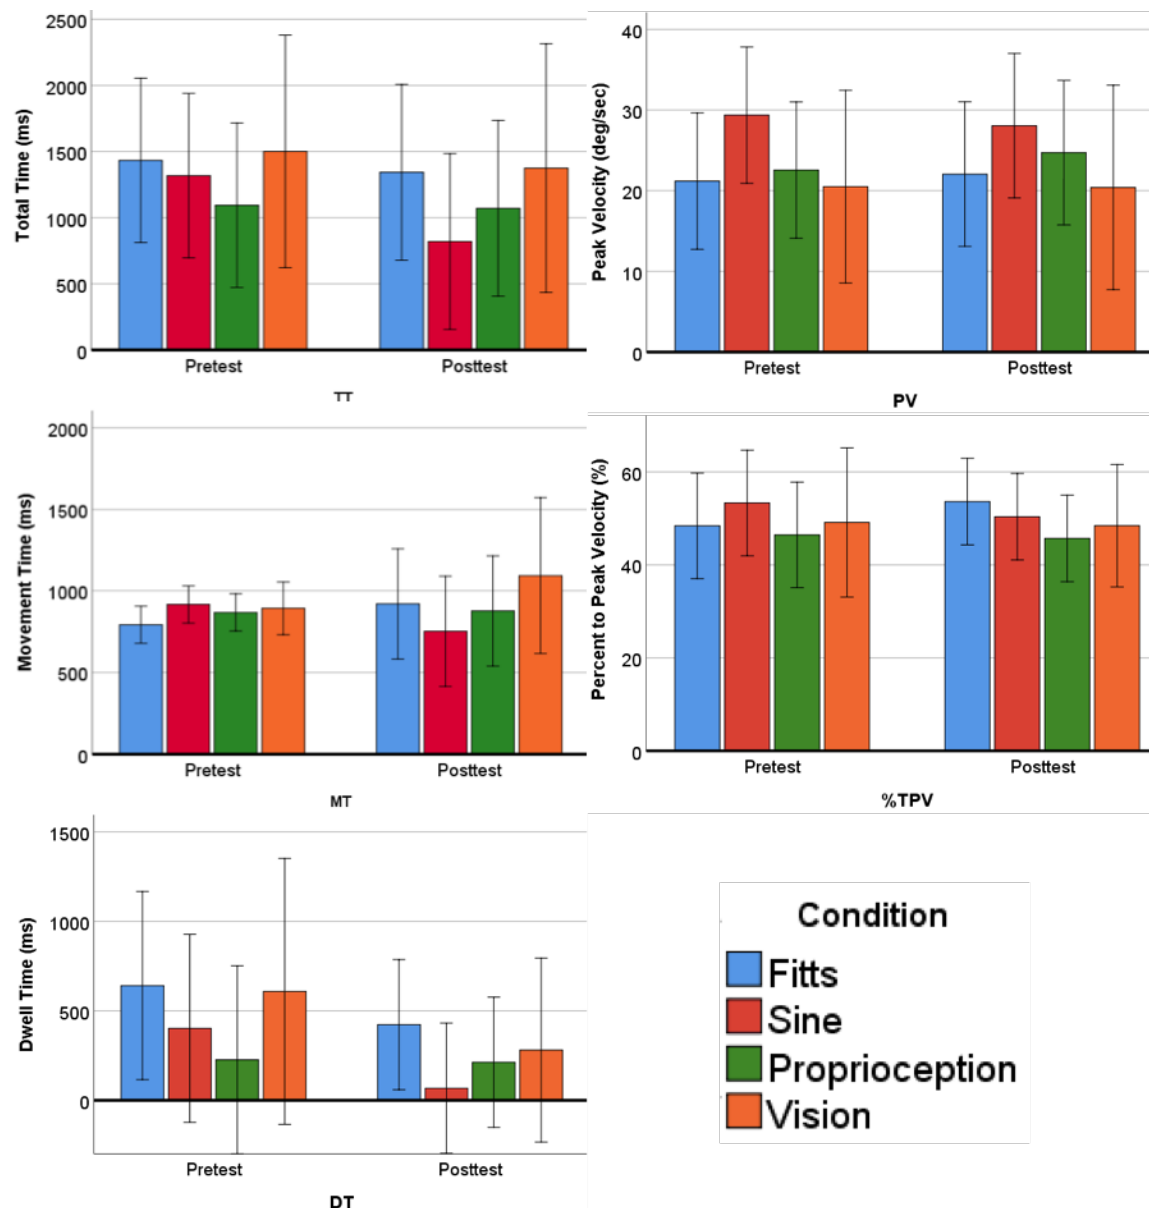 Total Time (ms)
2500
2000
1500
1000
500
0
Pretest
Posttest
TT
Peak Velocity (deg/sec)
40
30
20
10
0
Pretest
Posttest
PV
Movement Time (ms)
2000
1500
1000
500
0
Pretest
Posttest
MT
Percent to Peak Velocity (%)
60
40
20
0
Pretest
Posttest
%TPV
Dwell Time (ms)
1500
1000
500
0
Pretest
Posttest
DT
Condition
Fitts
Sine
Proprioception
Vision